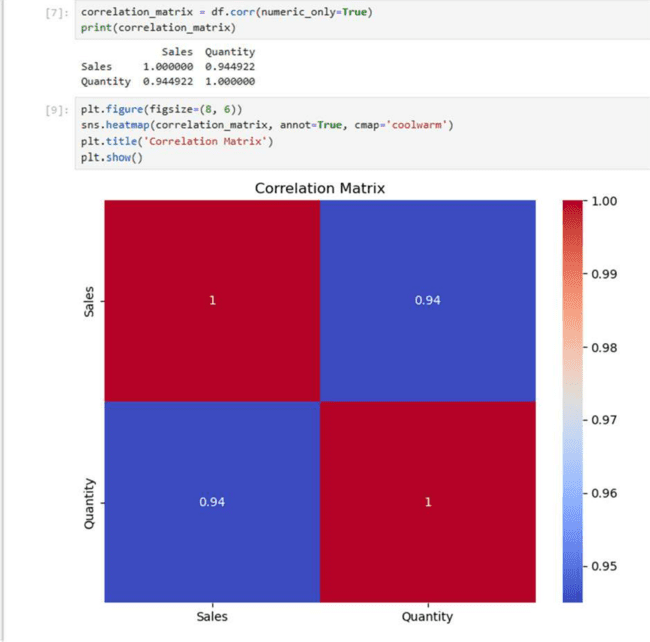 [7]: correlation_matrix = df.corr(numeric_only=True)
print(correlation_matrix)
Sales Quantity
Sales 1.000000 0.944922
Quantity 0.944922 1.000000
[9]: plt.figure(figsize=(8, 6))
sns.heatmap(correlation_matrix, annot=True, cmap='coolwarm')
plt.title('Correlation Matrix')
plt.show()
Correlation Matrix
1.00
0.99
Sales 1 0.94
0.98
0.97
0.96
Quantity 0.94 1
0.95
Sales Quantity